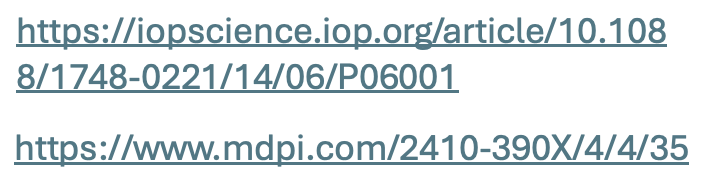 https://iopscience.iop.org/article/10.108
8/1748-0221/14/06/P06001
https://www.mdpi.com/2410-390X/4/4/35